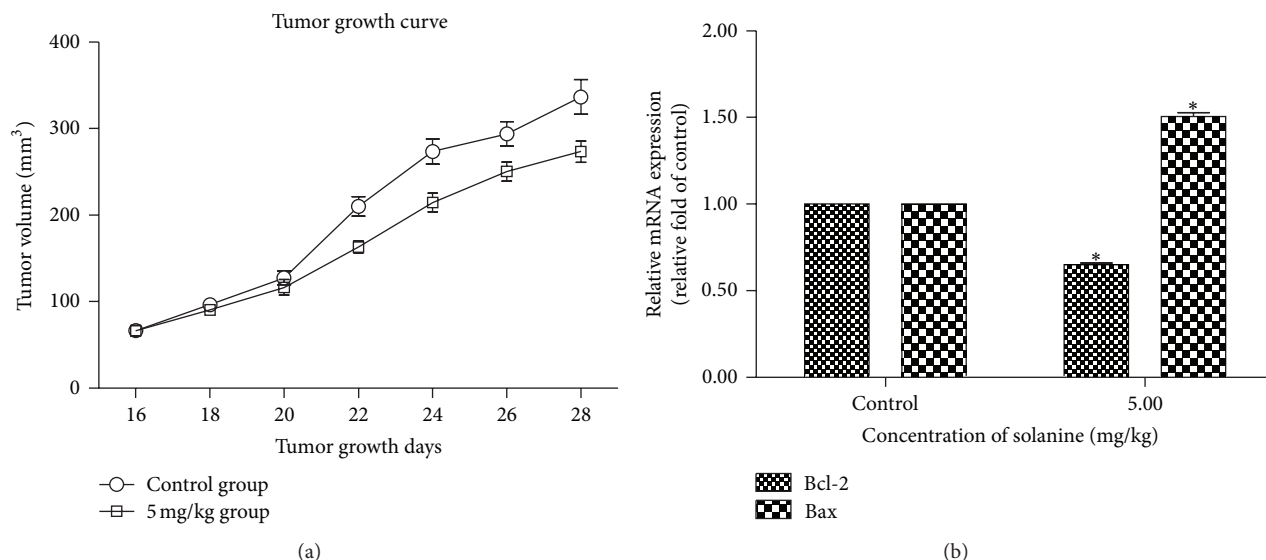 Tumor growth curve
400
300
200
100
0
Tumor volume (mm³)
16 18 20 22 24 26 28
Tumor growth days
Control group
5 mg/kg group
(a)
2.00
1.50
1.00
0.50
0.00
Relative mRNA expression
(relative fold of control)
*
*
Control 5.00
Concentration of solanine (mg/kg)
Bcl-2
Bax
(b)